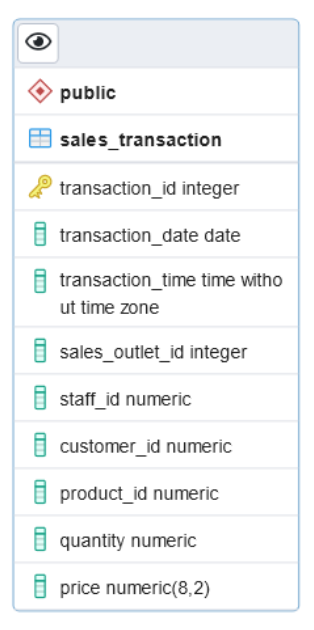 public
sales_transaction
transaction_id integer
transaction_date date
transaction_time time witho
ut time zone
sales_outlet_id integer
staff_id numeric
customer_id numeric
product_id numeric
quantity numeric
price numeric(8,2)